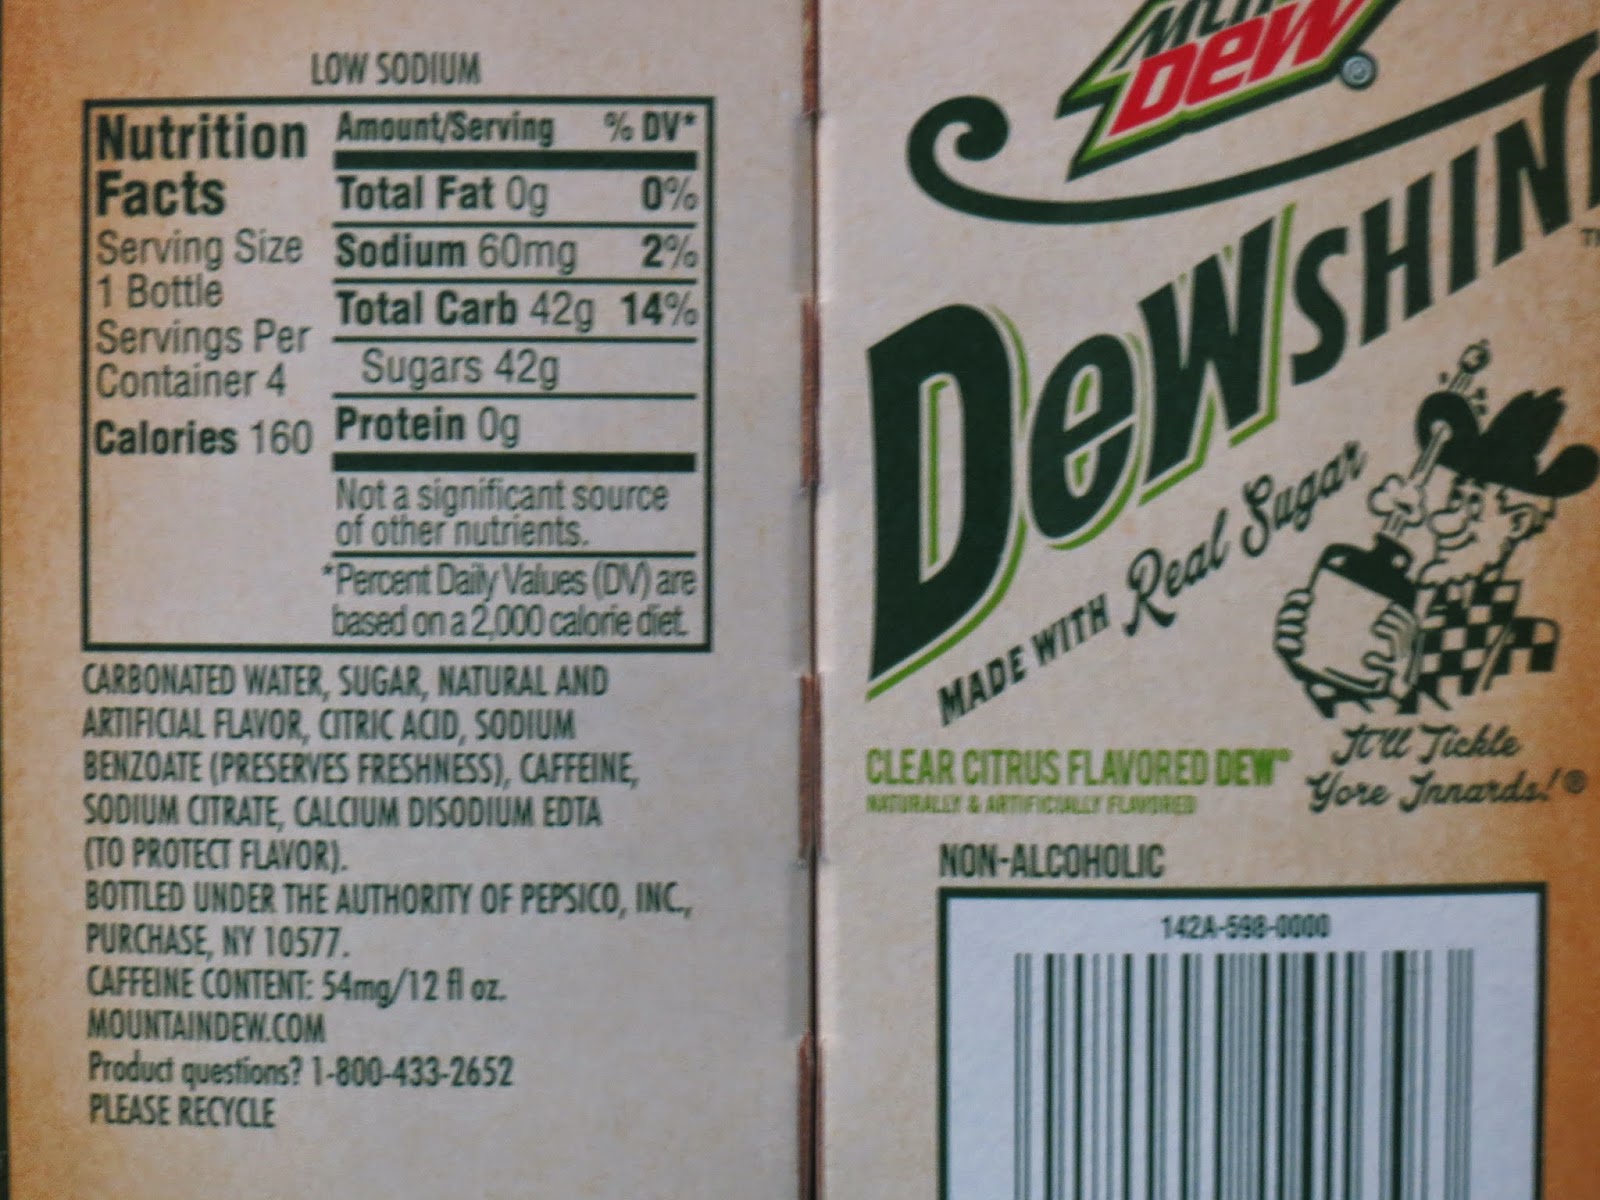 LOW SODIUM
Nutrition
Facts
Serving Size
1 Bottle
Servings Per
Container 4
Calories 160
Amount/Serving % DV*
Total Fat 0g 0%
Sodium 60mg 2%
Total Carb 42g 14%
Sugars 42g
Protein 0g
Not a significant source
of other nutrients.
*Percent Daily Values (DV) are
based on a 2,000 calorie diet.
CARBONATED WATER, SUGAR, NATURAL AND
ARTIFICIAL FLAVOR, CITRIC ACID, SODIUM
BENZOATE (PRESERVES FRESHNESS), CAFFEINE,
SODIUM CITRATE, CALCIUM DISODIUM EDTA
(TO PROTECT FLAVOR).
BOTTLED UNDER THE AUTHORITY OF PEPSICO, INC.,
PURCHASE, NY 10577.
CAFFEINE CONTENT: 54mg/12 fl oz.
MOUNTAINDEW.COM
Product questions? 1-800-433-2652
PLEASE RECYCLE
DEW®
DEWSHIN
MADE WITH Real Sugar
CLEAR CITRUS FLAVORED DEW®
NATURALLY & ARTIFICIALLY FLAVORED
It'll Tickle
Yore Innards!®
NON-ALCOHOLIC
142A-598-0000